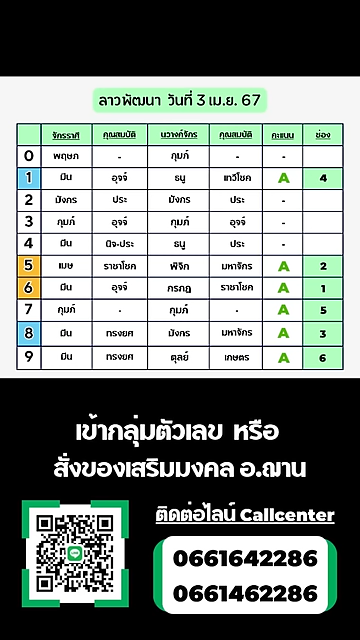 ลาวพัฒนา วันที่ 3 เม.ย. 67
จักรราศี คุณสมบัติ นวางค์จักร คุณสมบัติ คะแนน ช่อง
0 พฤษภ - กุมภ์ - -
1 มีน อุจจ์ ธนู เทวีโชค A 4
2 มังกร ประ มังกร ประ -
3 กุมภ์ อุจจ์ กุมภ์ อุจจ์ -
4 มีน นิจ-ประ ธนู ประ -
5 เมษ ราชาโชค พิจิก มหาจักร A 2
6 มีน อุจจ์ กรกฎ ราชาโชค A 1
7 กุมภ์ - กุมภ์ - A 5
8 มีน ทรงยศ มังกร มหาจักร A 3
9 มีน ทรงยศ ตุลย์ เกษตร A 6
เข้ากลุ่มตัวเลข หรือ
สั่งของเสริมมงคล อ.ฌาน
ติดต่อไลน์ Callcenter
0661642286
0661462286
LINE